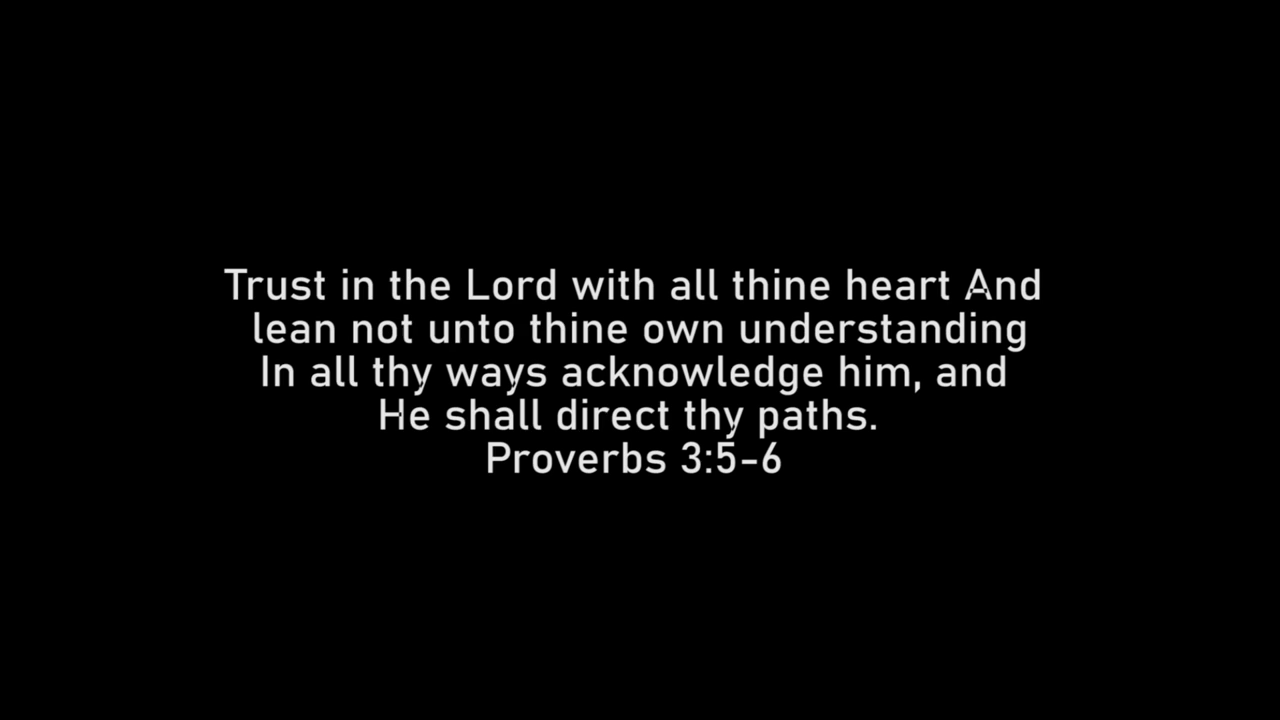 Trust in the Lord with all thine heart And
lean not unto thine own understanding
In all thy ways acknowledge him, and
He shall direct thy paths.
Proverbs 3:5-6